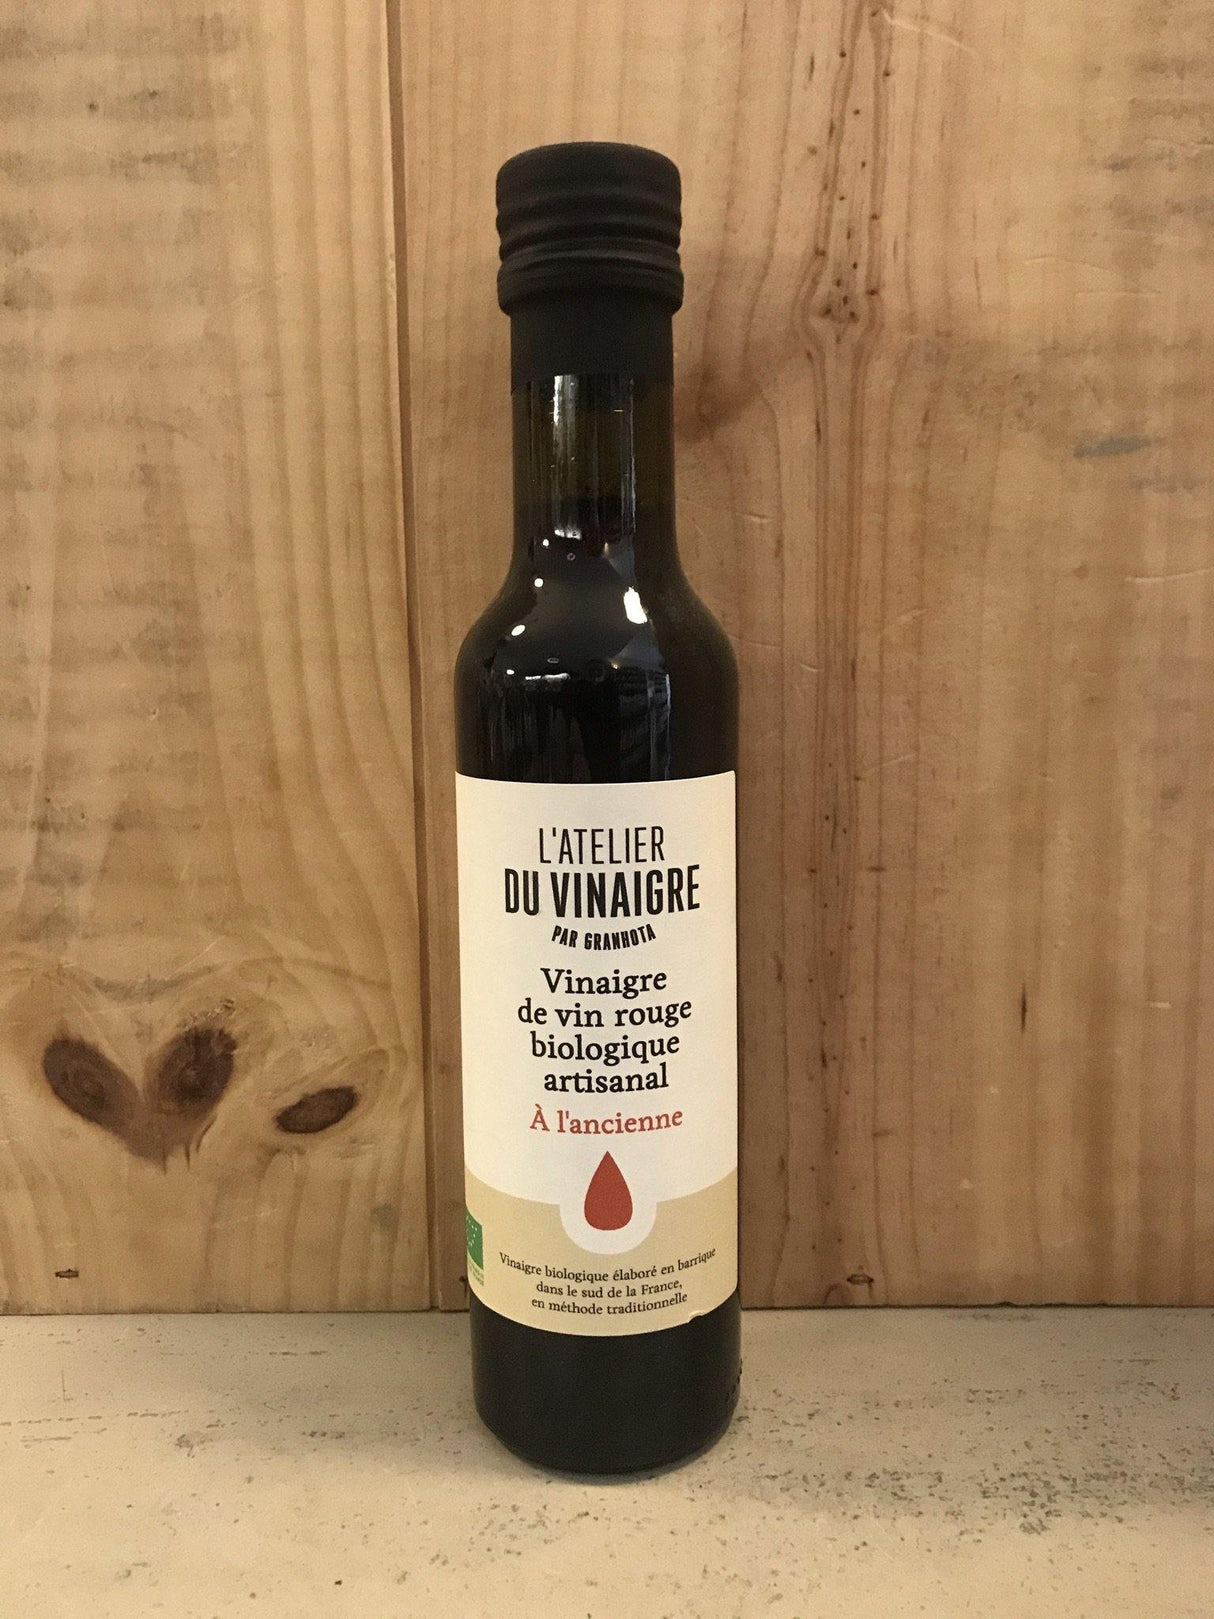 L'ATELIER
DU VINAIGRE
PAR GRANHOTA
Vinaigre
de vin rouge
biologique
artisanal
À l'ancienne
Vinaigre biologique élaboré en barrique
dans le sud de la France,
en méthode traditionnelle